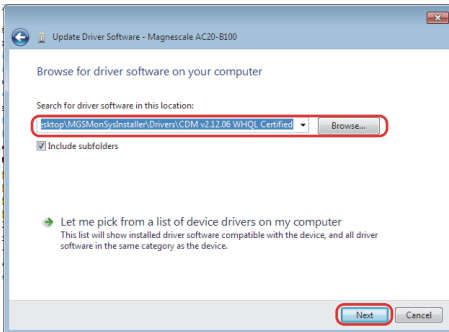 Update Driver Software - Magnescale AC20-B100
Browse for driver software on your computer
Search for driver software in this location:
sktop\MGSMonSysInstaller\Drivers\CDM v2.12.06 WHQL Certified Browse...
Include subfolders
Let me pick from a list of device drivers on my computer
This list will show installed driver software compatible with the device, and all driver
software in the same category as the device.
Next Cancel